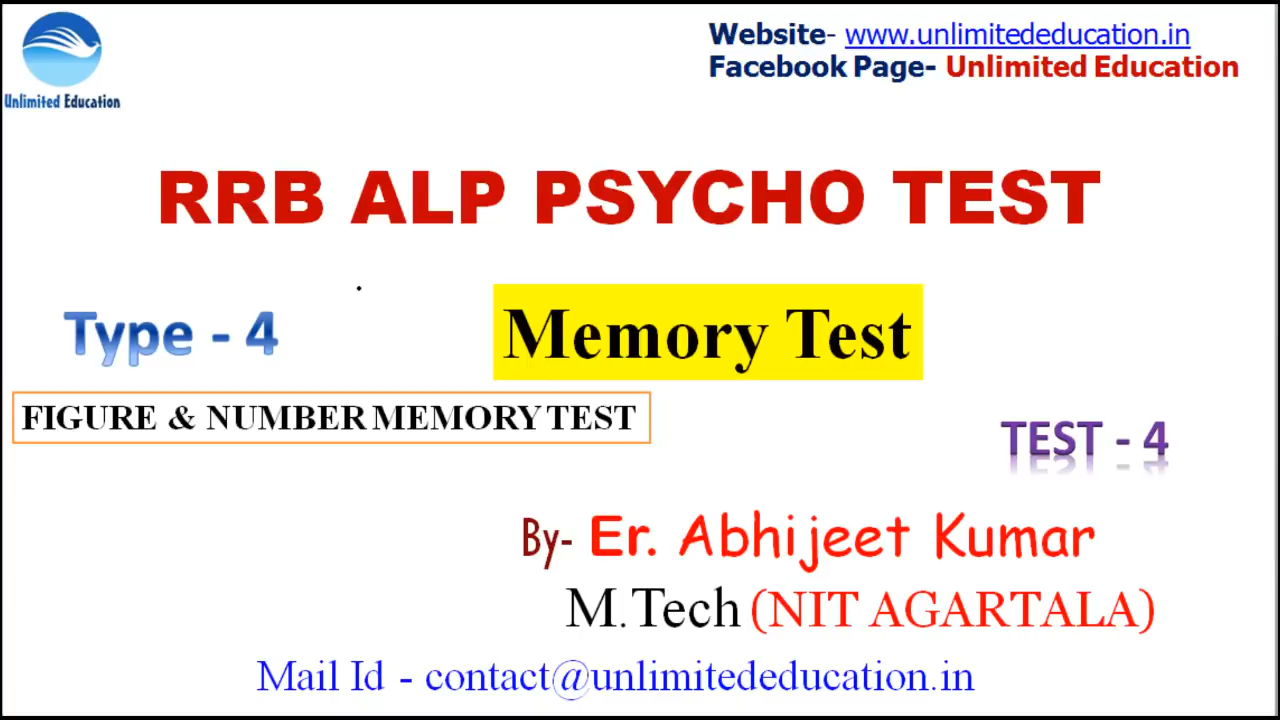 Unlimited Education
Website- www.unlimitededucation.in
Facebook Page- Unlimited Education
RRB ALP PSYCHO TEST
Type - 4
Memory Test
FIGURE & NUMBER MEMORY TEST
TEST - 4
By- Er. Abhijeet Kumar
M.Tech (NIT AGARTALA)
Mail Id - contact@unlimitededucation.in